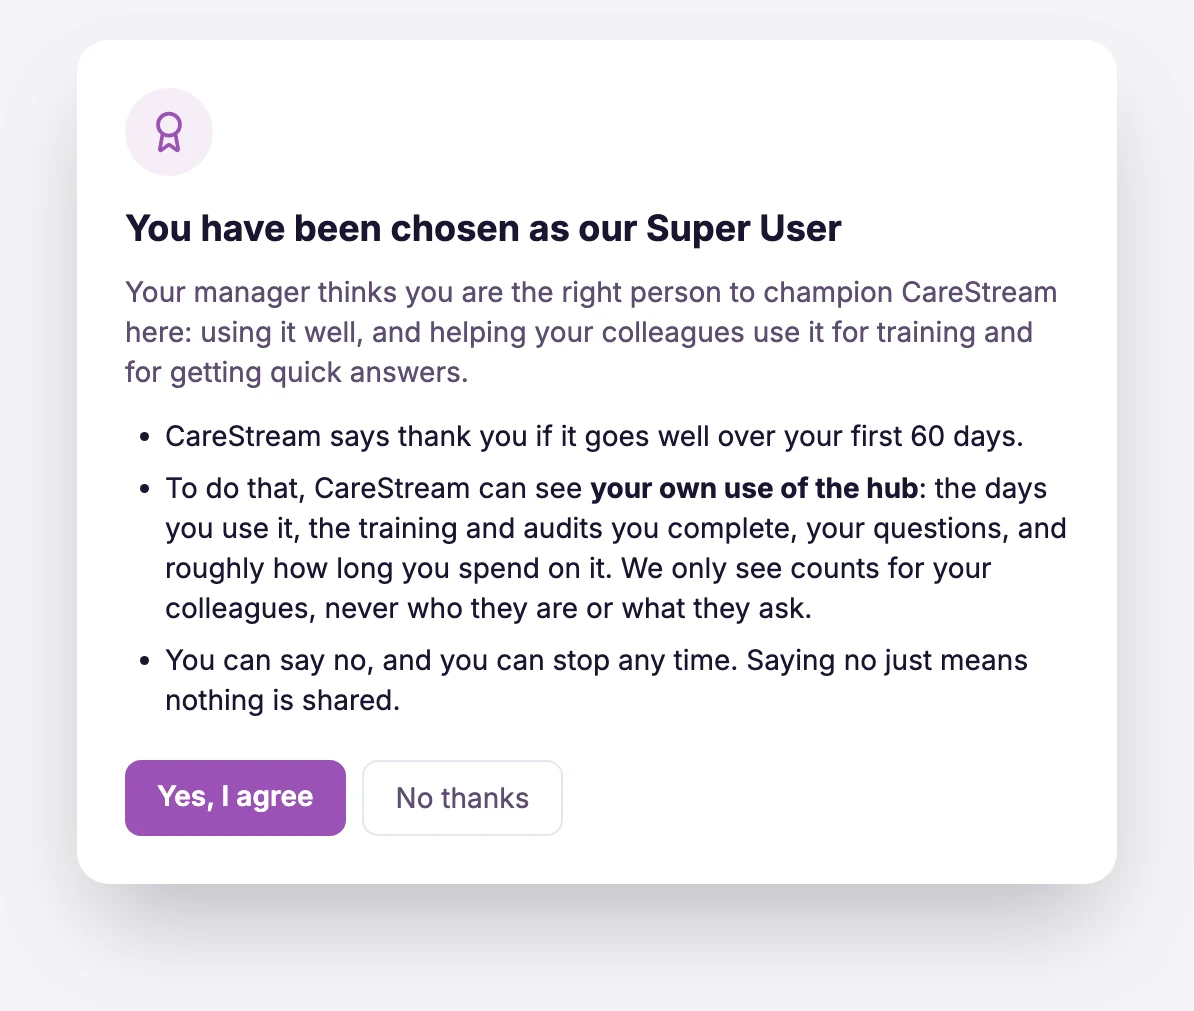 You have been chosen as our Super User
Your manager thinks you are the right person to champion CareStream
here: using it well, and helping your colleagues use it for training and
for getting quick answers.
• CareStream says thank you if it goes well over your first 60 days.
• To do that, CareStream can see your own use of the hub: the days
you use it, the training and audits you complete, your questions, and
roughly how long you spend on it. We only see counts for your
colleagues, never who they are or what they ask.
• You can say no, and you can stop any time. Saying no just means
nothing is shared.
Yes, I agree
No thanks